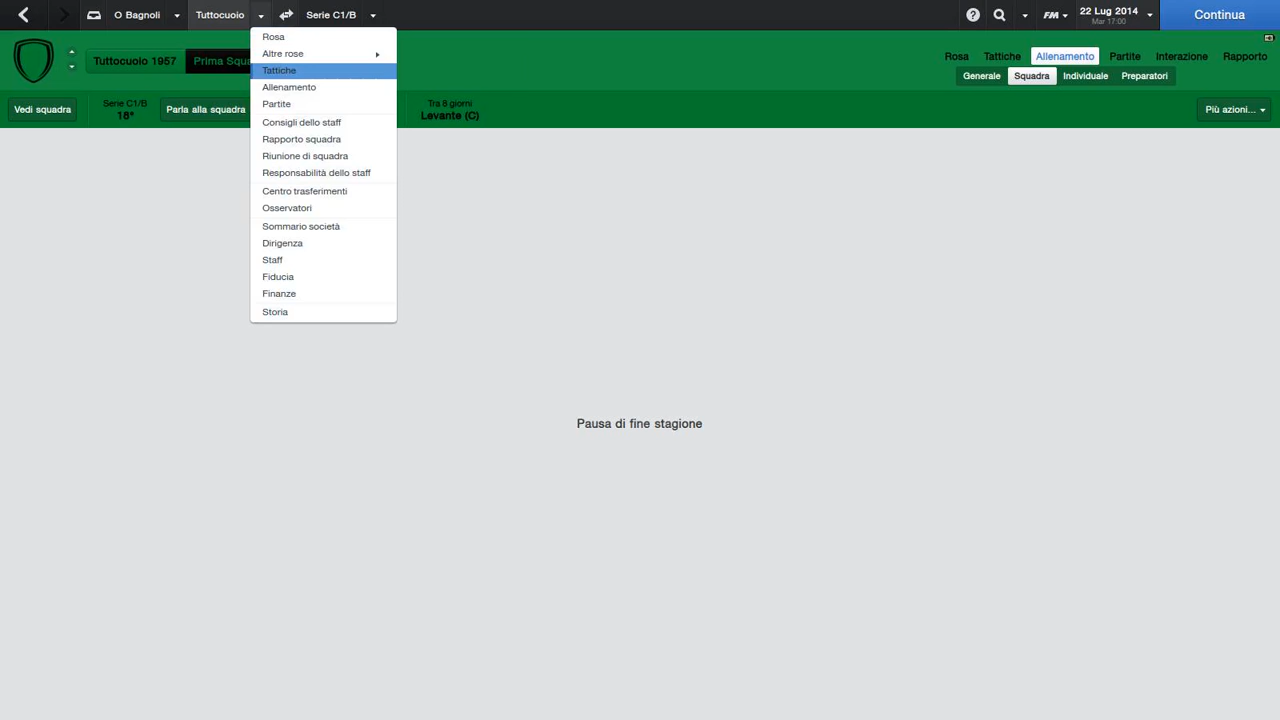 O Bagnoli
Tuttocuoio
Serie C1/B
FM
22 Lug 2014
Mar 17:00
Continua
Tuttocuoio 1957
Prima Squa
Rosa
Tattiche
Allenamento
Partite
Interazione
Rapporto
Generale
Squadra
Individuale
Preparatori
Vedi squadra
Serie C1/B
18°
Parla alla squadra
Tra 8 giorni
Levante (C)
Più azioni...
Rosa
Altre rose
Tattiche
Allenamento
Partite
Consigli dello staff
Rapporto squadra
Riunione di squadra
Responsabilità dello staff
Centro trasferimenti
Osservatori
Sommario società
Dirigenza
Staff
Fiducia
Finanze
Storia
Pausa di fine stagione